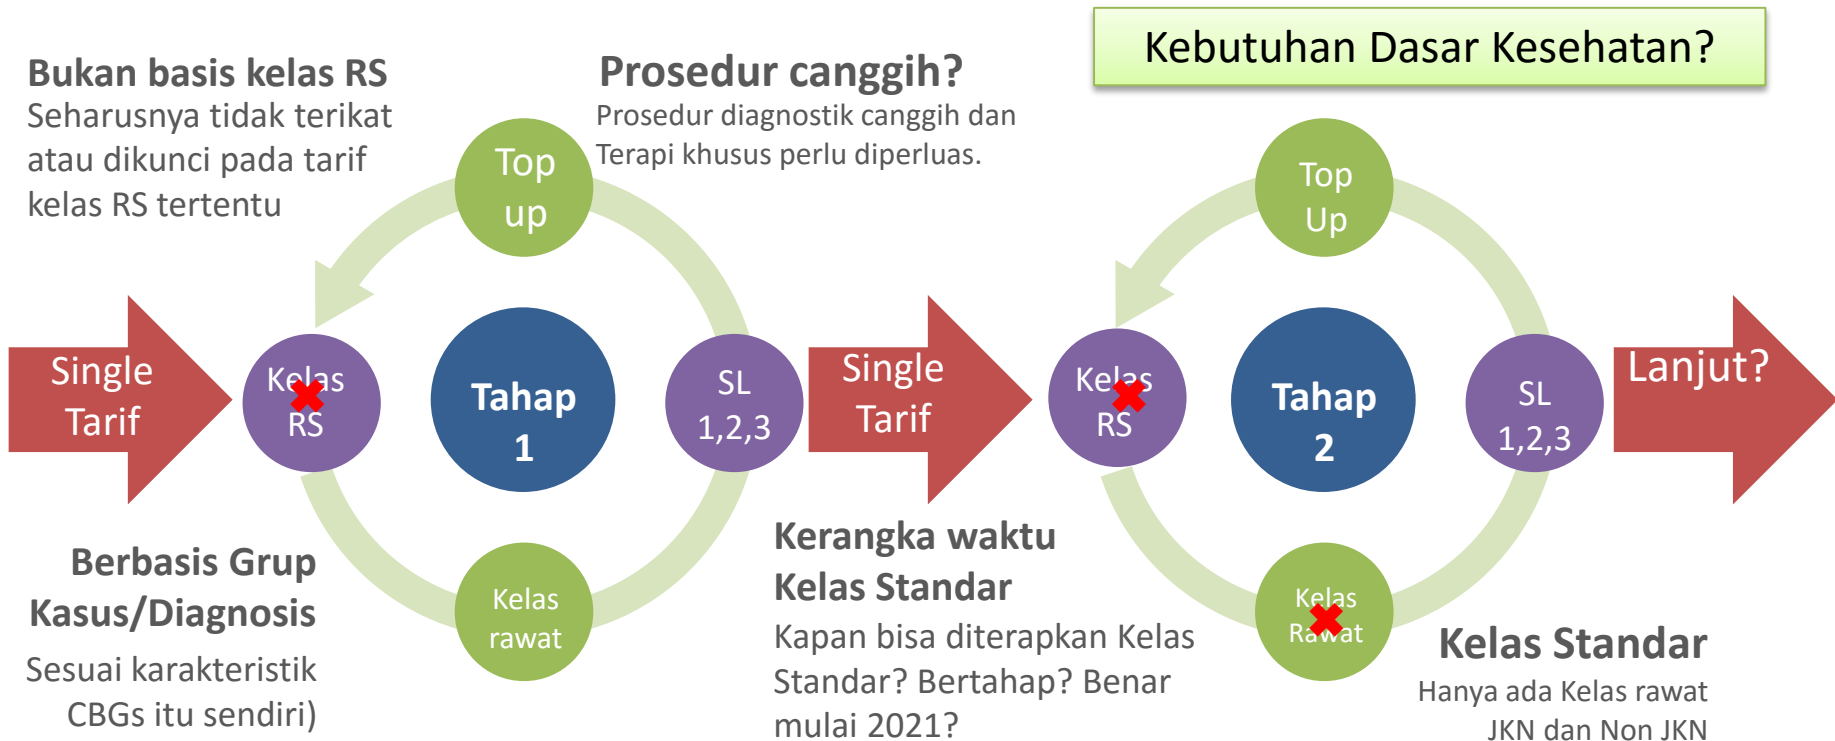 Kebutuhan Dasar Kesehatan?
Bukan basis kelas RS
Seharusnya tidak terikat
atau dikunci pada tarif
kelas RS tertentu
Prosedur canggih?
Prosedur diagnostik canggih dan
Terapi khusus perlu diperluas.
Top
up
Single
Tarif
Kelas
RS
Tahap
1
SL
1,2,3
Kelas
rawat
Berbasis Grup
Kasus/Diagnosis
Sesuai karakteristik
CBGs itu sendiri)
Single
Tarif
Top
Up
Kelas
RS
Tahap
2
SL
1,2,3
Kelas
Rawat
Lanjut?
Kerangka waktu
Kelas Standar
Kapan bisa diterapkan Kelas
Standar? Bertahap? Benar
mulai 2021?
Kelas Standar
Hanya ada Kelas rawat
JKN dan Non JKN